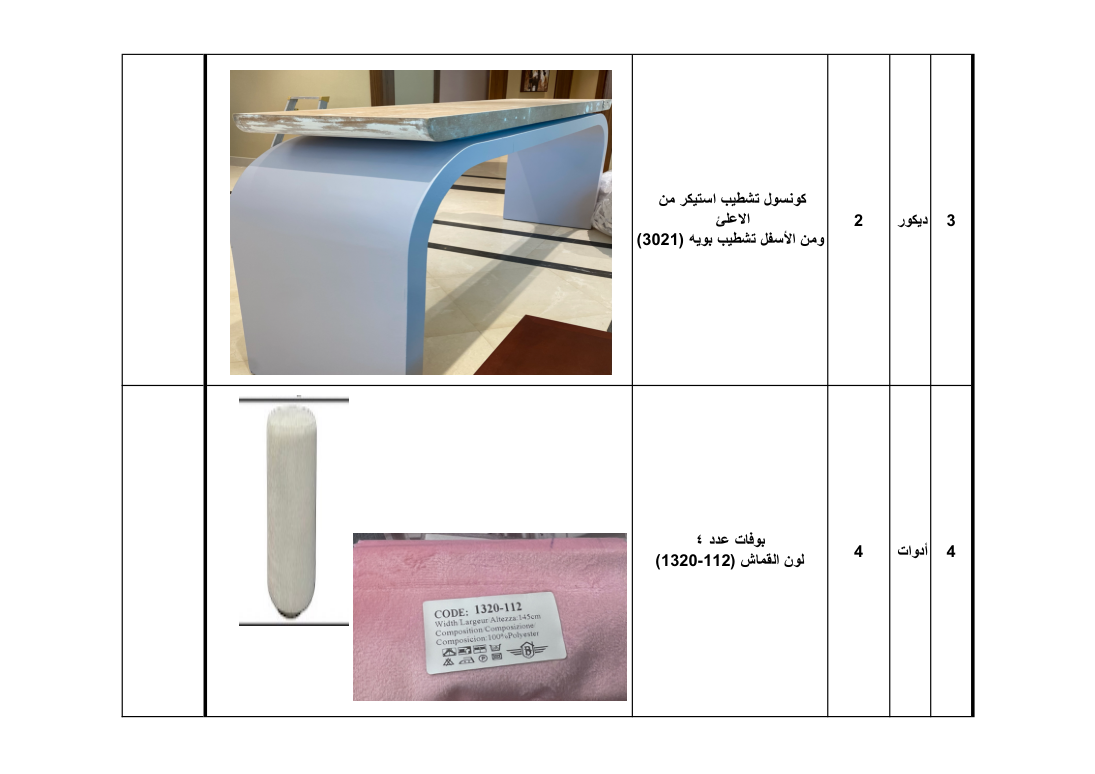 3
ديكور
2
كونسول تشطيب استيكر من
الاعلئ
ومن الأسفل تشطيب بويه (3021)
4
أدوات
4
بوفات عدد ٤
لون القماش (1320-112)
CODE: 1320-112
Width/Largeur/Altezza:145cm
Composition/Composizione/
Composicion:100%Polyester
B